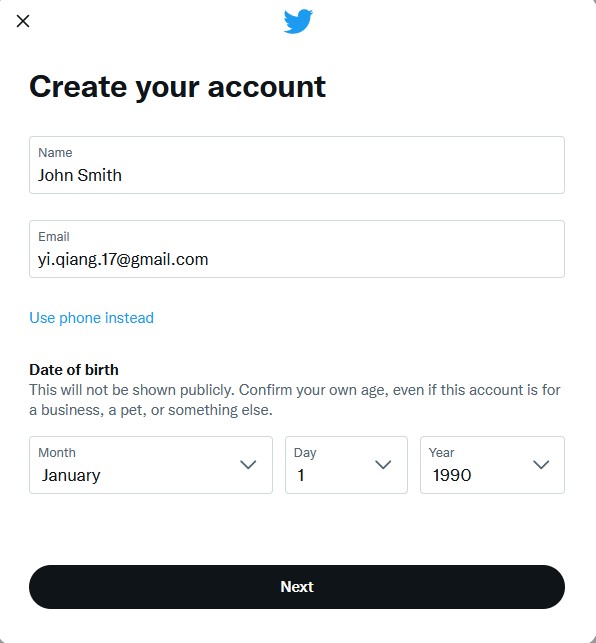 Create your account
Name
John Smith
Email
yi.qiang.17@gmail.com
Use phone instead
Date of birth
This will not be shown publicly. Confirm your own age, even if this account is for
a business, a pet, or something else.
Month
January
Day
1
Year
1990
Next